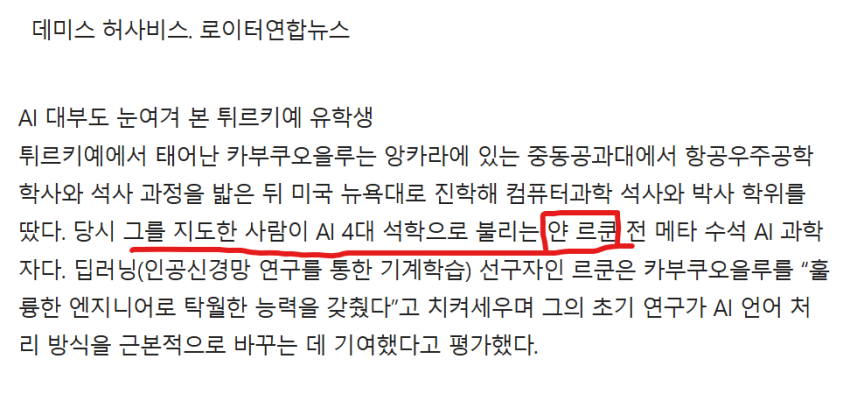 데미스 허사비스. 로이터연합뉴스
AI 대부도 눈여겨 본 튀르키예 유학생
튀르키예에서 태어난 카부쿠오을루는 앙카라에 있는 중동공과대에서 항공우주공학
학사와 석사 과정을 밟은 뒤 미국 뉴욕대로 진학해 컴퓨터과학 석사와 박사 학위를
땄다. 당시 그를 지도한 사람이 AI 4대 석학으로 불리는 얀 르쿤 전 메타 수석 AI 과학
자다. 딥러닝(인공신경망 연구를 통한 기계학습) 선구자인 르쿤은 카부쿠오을루를 “훌
륭한 엔지니어로 탁월한 능력을 갖췄다”고 치켜세우며 그의 초기 연구가 AI 언어 처
리 방식을 근본적으로 바꾸는 데 기여했다고 평가했다.